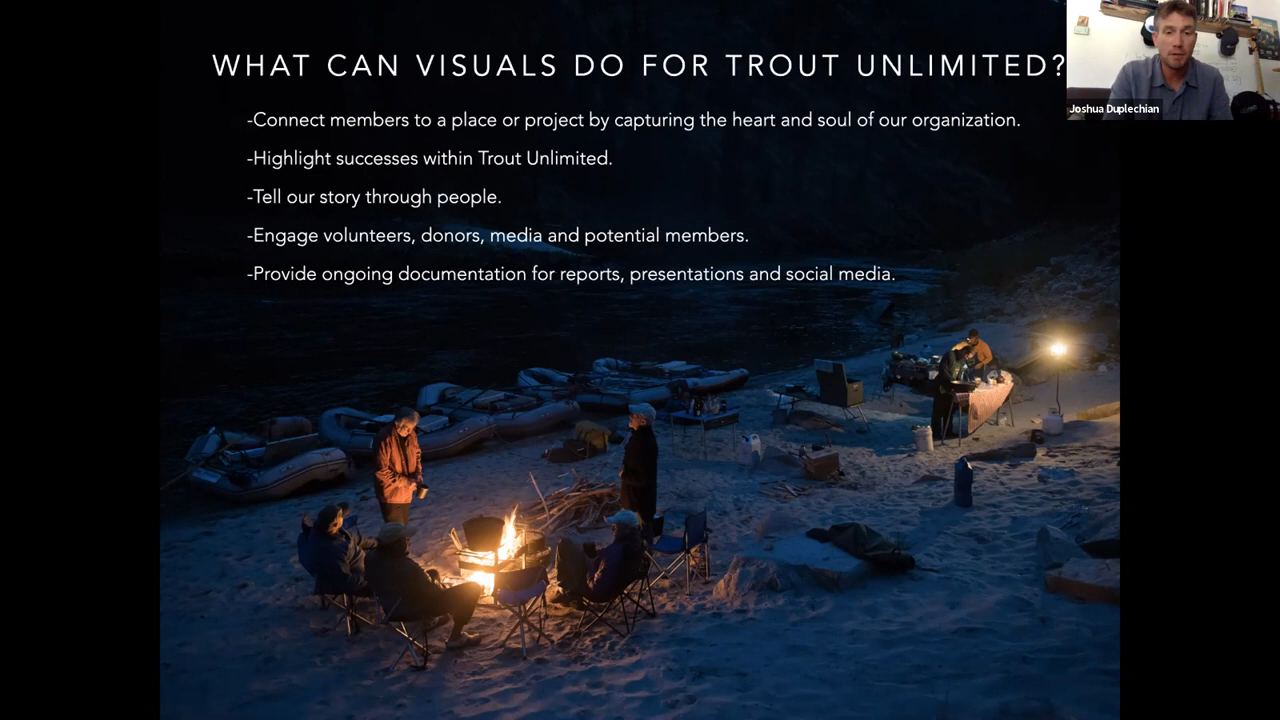 WHAT CAN VISUALS DO FOR TROUT UNLIMITED?
-Connect members to a place or project by capturing the heart and soul of our organization.
-Highlight successes within Trout Unlimited.
-Tell our story through people.
-Engage volunteers, donors, media and potential members.
-Provide ongoing documentation for reports, presentations and social media.
Joshua Duplechian